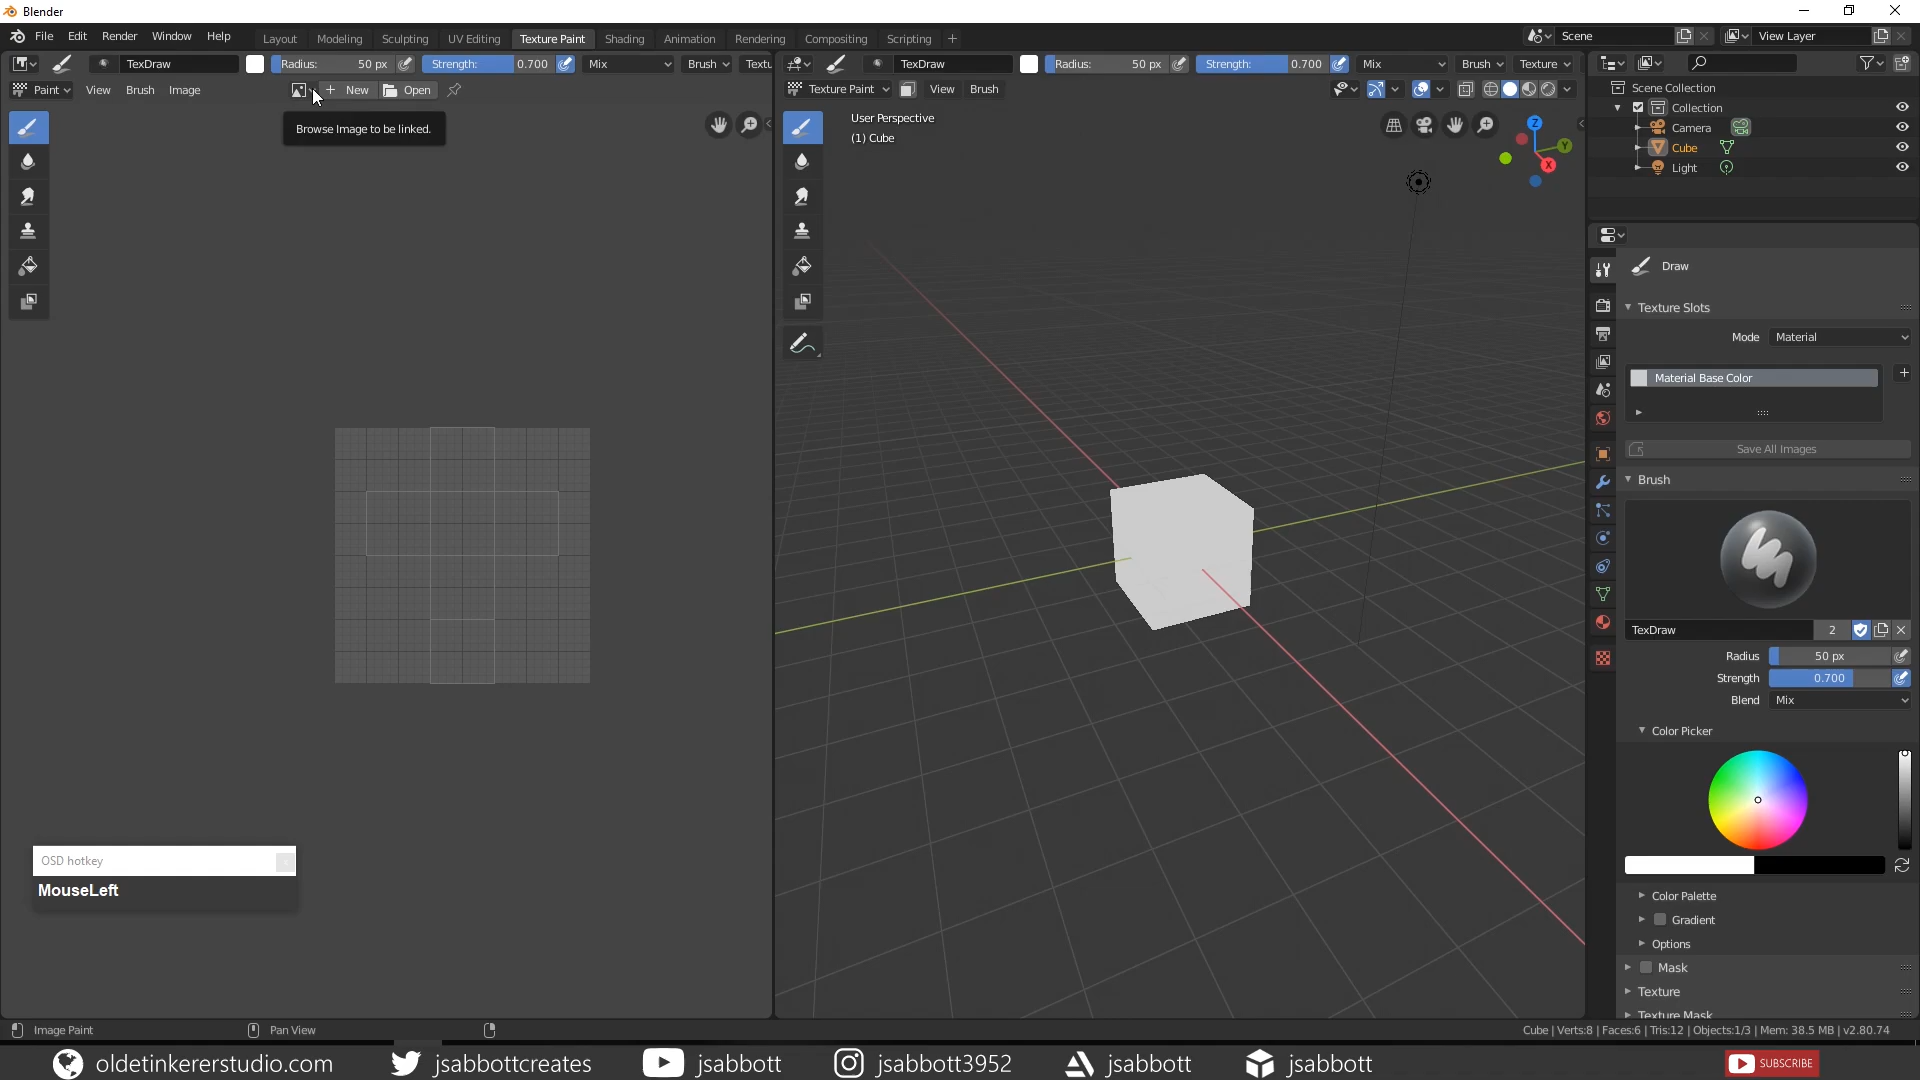 Blender
File Edit Render Window Help
Layout Modeling Sculpting UV Editing Texture Paint Shading Animation Rendering Compositing Scripting +
Scene
View Layer
TexDraw Radius: 50 px Strength: 0.700 Mix Brush Textu
Paint View Brush Image
+ New Open
Browse Image to be linked.
TexDraw Radius: 50 px Strength: 0.700 Mix Brush Texture
Texture Paint View Brush
User Perspective
(1) Cube
Z
Y
X
Scene Collection
Collection
Camera
Cube
Light
Draw
Texture Slots
Mode Material
Material Base Color
Save All Images
Brush
TexDraw 2
Radius 50 px
Strength 0.700
Blend Mix
Color Picker
Color Palette
Gradient
Options
Mask
Texture
Texture Mask
OSD hotkey
MouseLeft
Image Paint
Pan View
Cube | Verts:8 | Faces:6 | Tris:12 | Objects:1/3 | Mem: 38.5 MB | v2.80.74
oldetinkererstudio.com jsabbottcreates jsabbott jsabbott3952 jsabbott jsabbott SUBSCRIBE